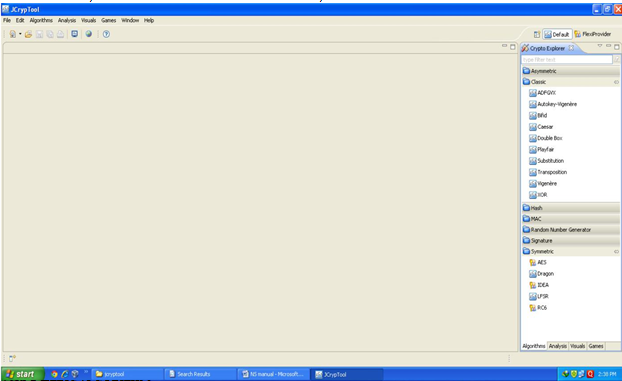 JCrypTool
File Edit Algorithms Analysis Visuals Games Window Help
Default FlexiProvider
Crypto Explorer
type filter text
Asymmetric
Classic
ADFGVX
Autokey-Vigenère
Bifid
Caesar
Double Box
Playfair
Substitution
Transposition
Vigenère
XOR
Hash
MAC
Random Number Generator
Signature
Symmetric
AES
Dragon
IDEA
LFSR
RC6
Algorithms Analysis Visuals Games
start jcryptool Search Results NS manual - Microsoft... JCrypTool 2:36 PM